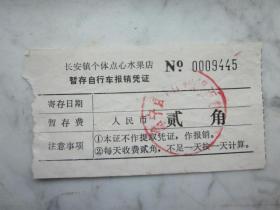 长安镇个体点心水果店
№ 0009445
暂存自行车报销凭证
寄存日期
暂存费 人民币 贰角
注意事项
①本证不作提取凭证，作报销。
②每天收费贰角，不足一天按一天计算。